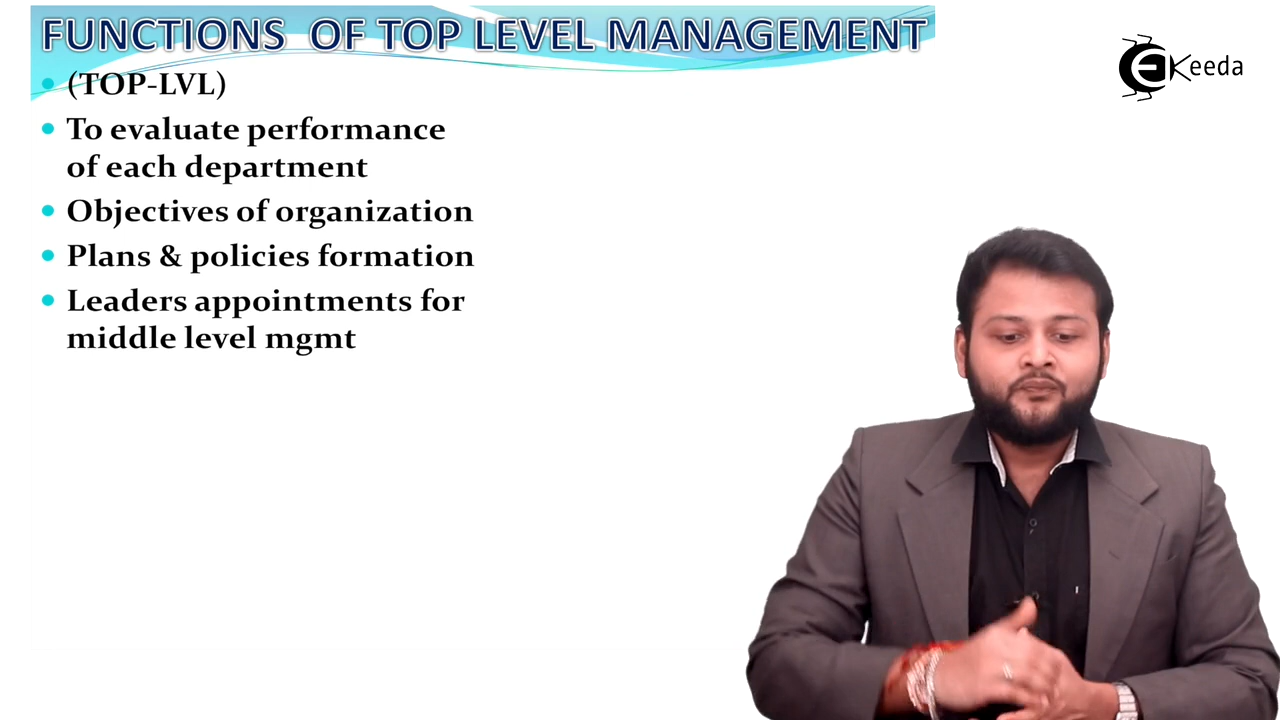 FUNCTIONS OF TOP LEVEL MANAGEMENT
(TOP-LVL)
To evaluate performance
of each department
Objectives of organization
Plans & policies formation
Leaders appointments for
middle level mgmt
eKeeda